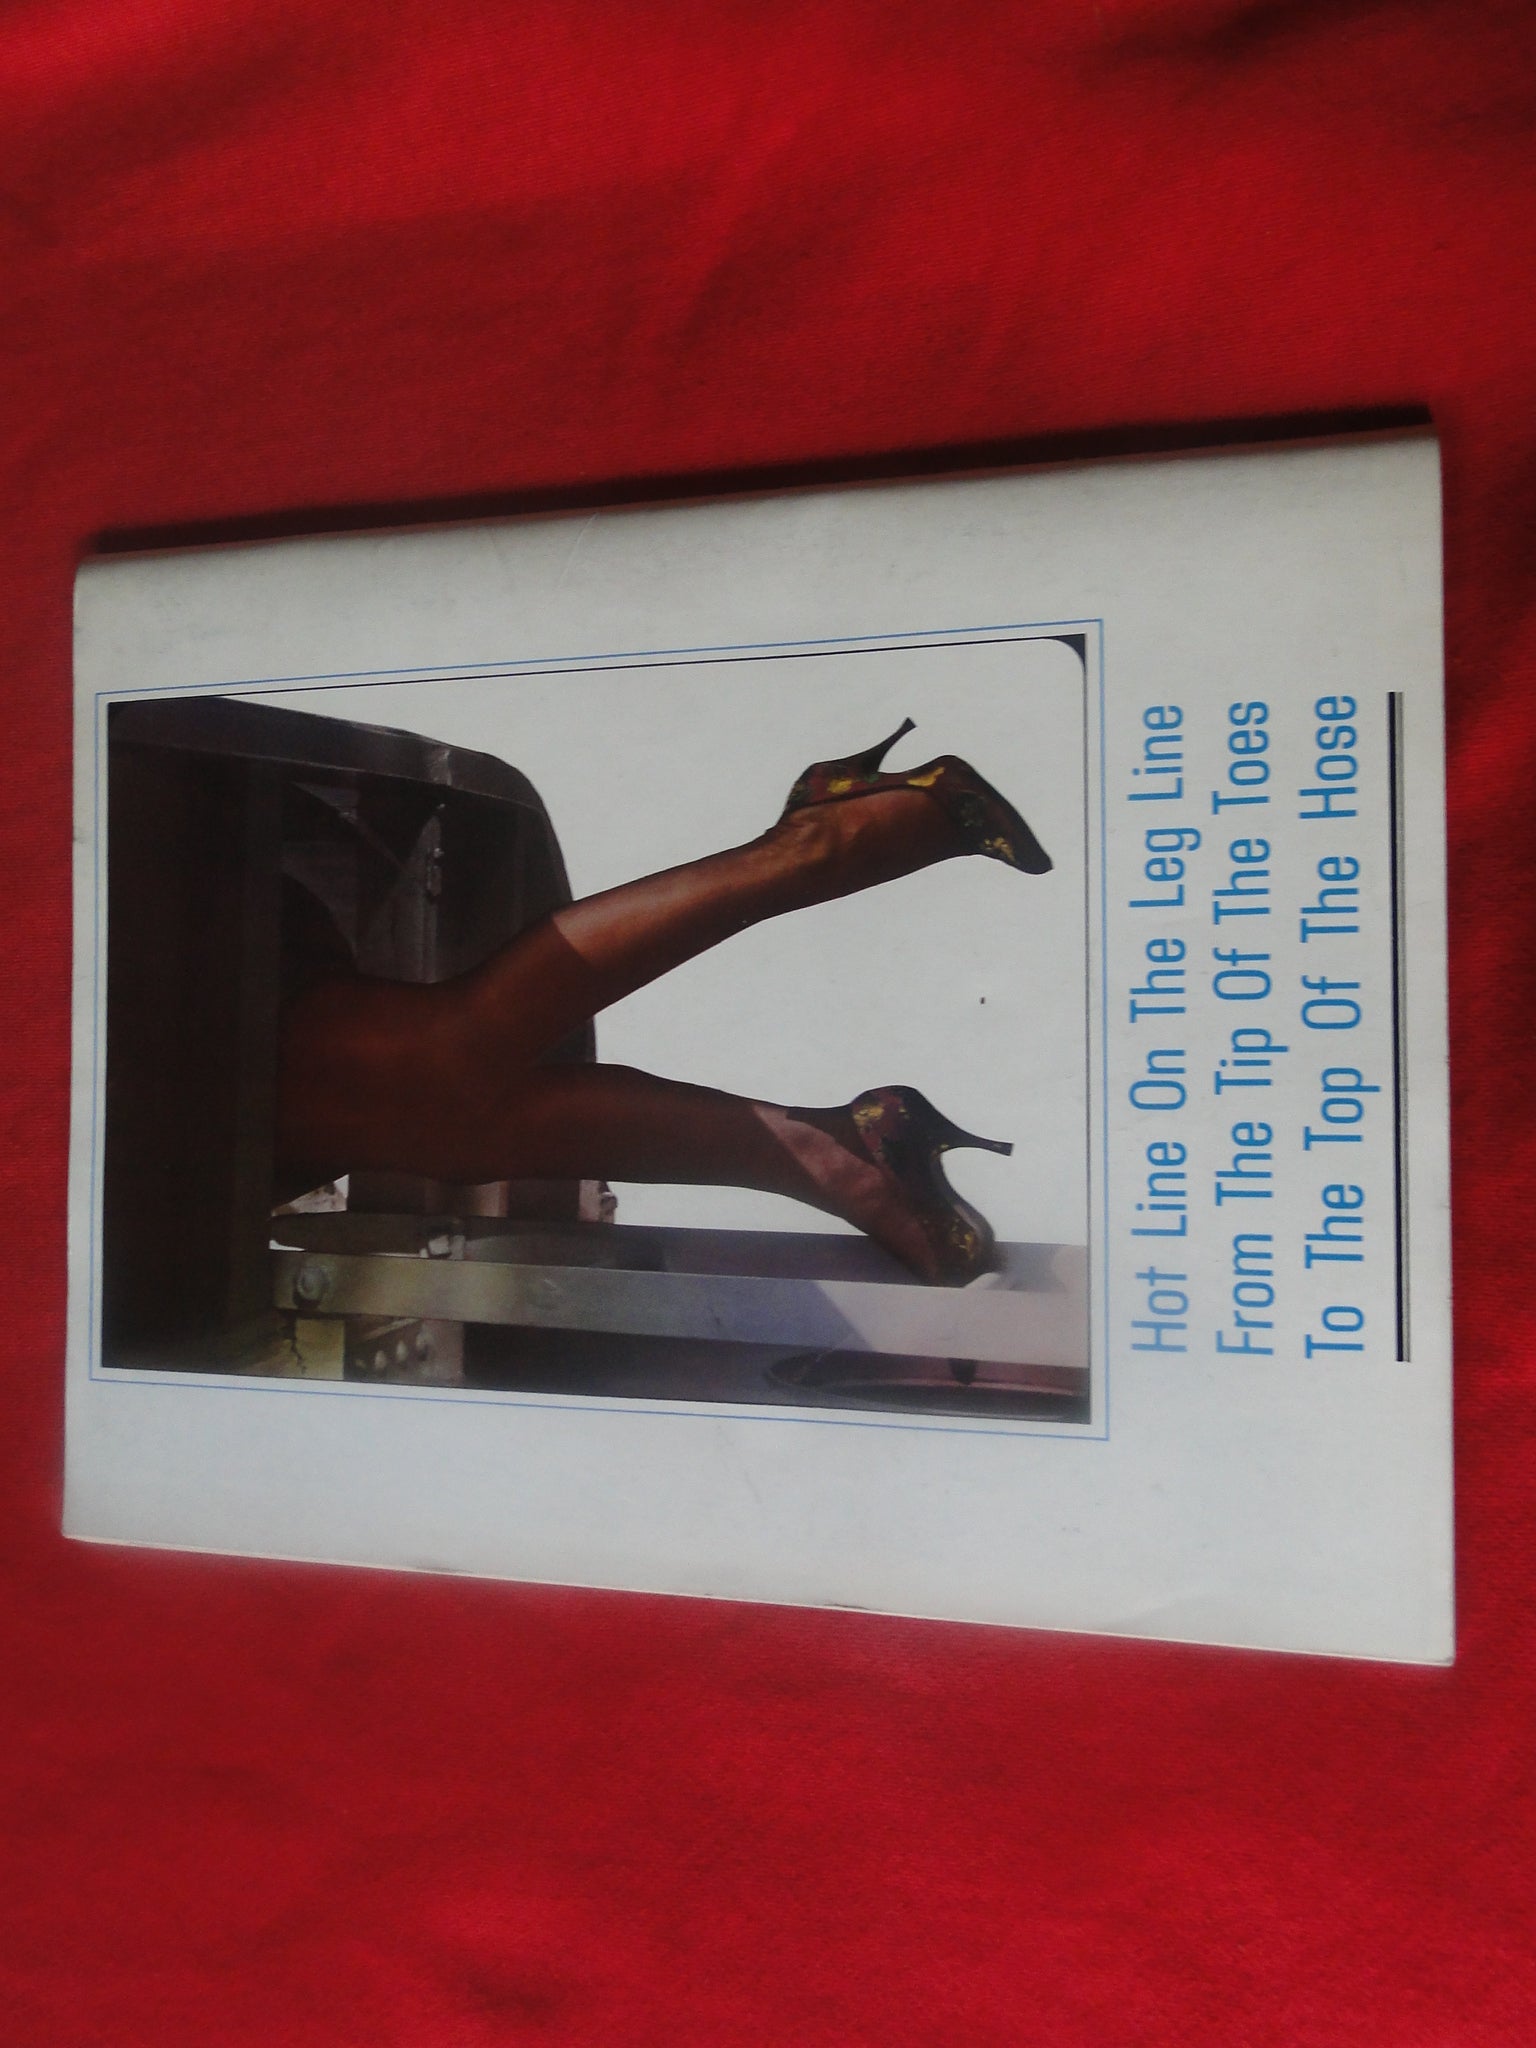 Hot Line On The Leg Line
From The Tip Of The Toes
To The Top Of The Hose